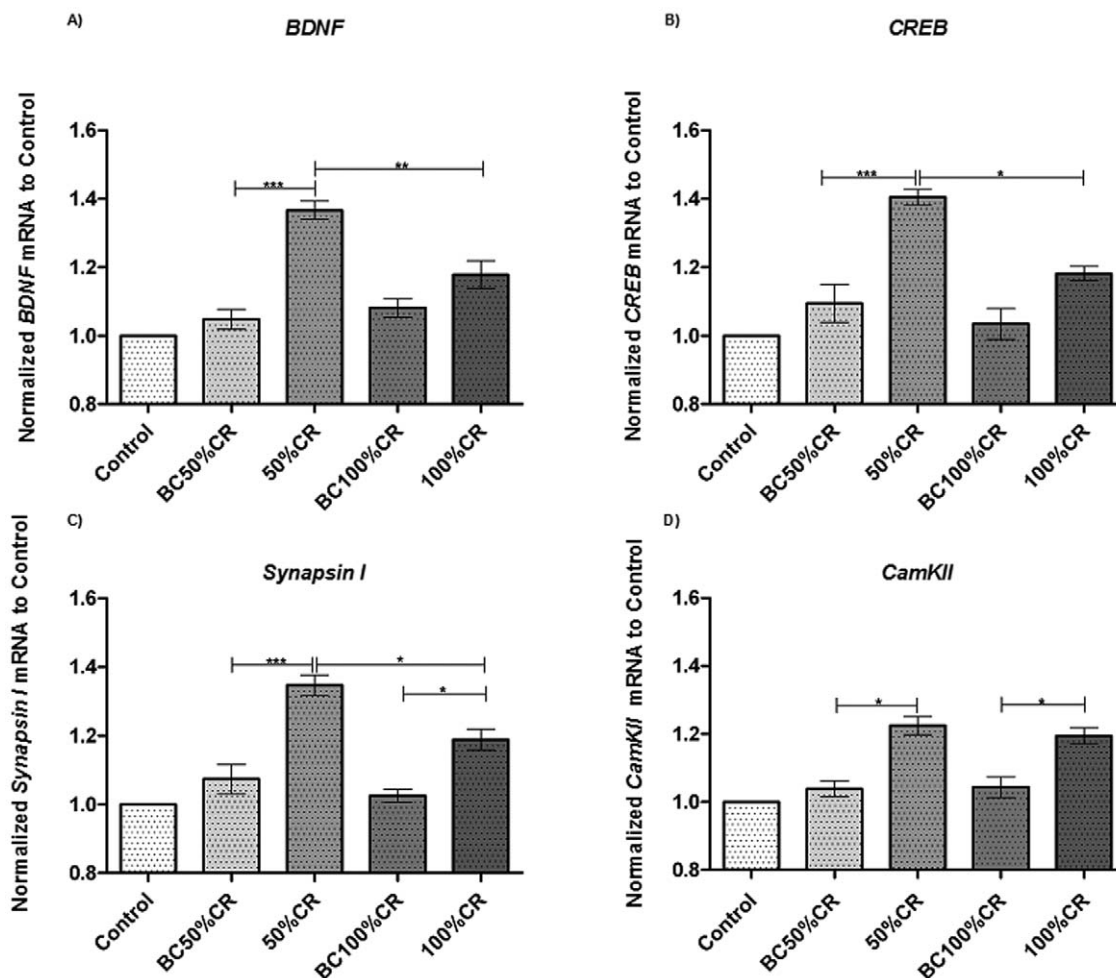 A)
BDNF
Normalized BDNF mRNA to Control
1.6
1.4
1.2
1.0
0.8
***
**
Control
BC50%CR
50%CR
BC100%CR
100%CR
B)
CREB
Normalized CREB mRNA to Control
1.6
1.4
1.2
1.0
0.8
***
*
Control
BC50%CR
50%CR
BC100%CR
100%CR
C)
Synapsin I
Normalized Synapsin I mRNA to Control
1.6
1.4
1.2
1.0
0.8
***
*
*
Control
BC50%CR
50%CR
BC100%CR
100%CR
D)
CamKII
Normalized CamKII mRNA to Control
1.6
1.4
1.2
1.0
0.8
*
*
Control
BC50%CR
50%CR
BC100%CR
100%CR